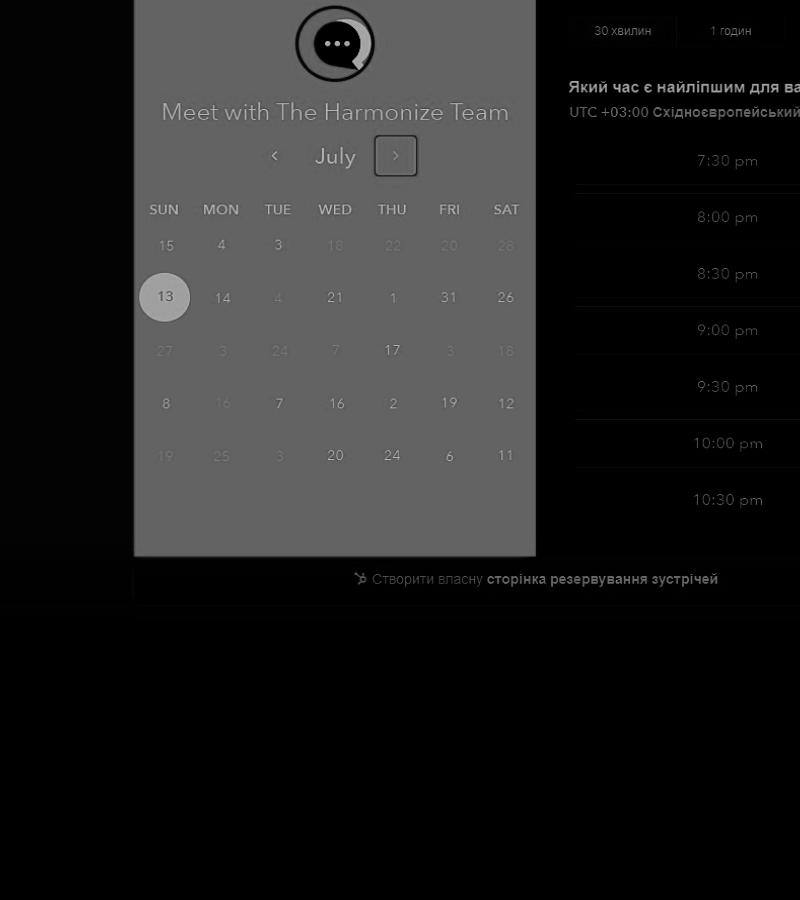 Meet with The Harmonize Team
July
SUN MON TUE WED THU FRI SAT
15 4 3 18 22 20 28
13 14 4 21 1 31 26
27 3 24 7 17 3 18
8 16 7 16 2 19 12
19 25 3 20 24 6 11
30 хвилин 1 годин
Який час є найліпшим для ва
UTC +03:00 Східноєвропейський
7:30 pm
8:00 pm
8:30 pm
9:00 pm
9:30 pm
10:00 pm
10:30 pm
Створити власну сторінка резервування зустрічей